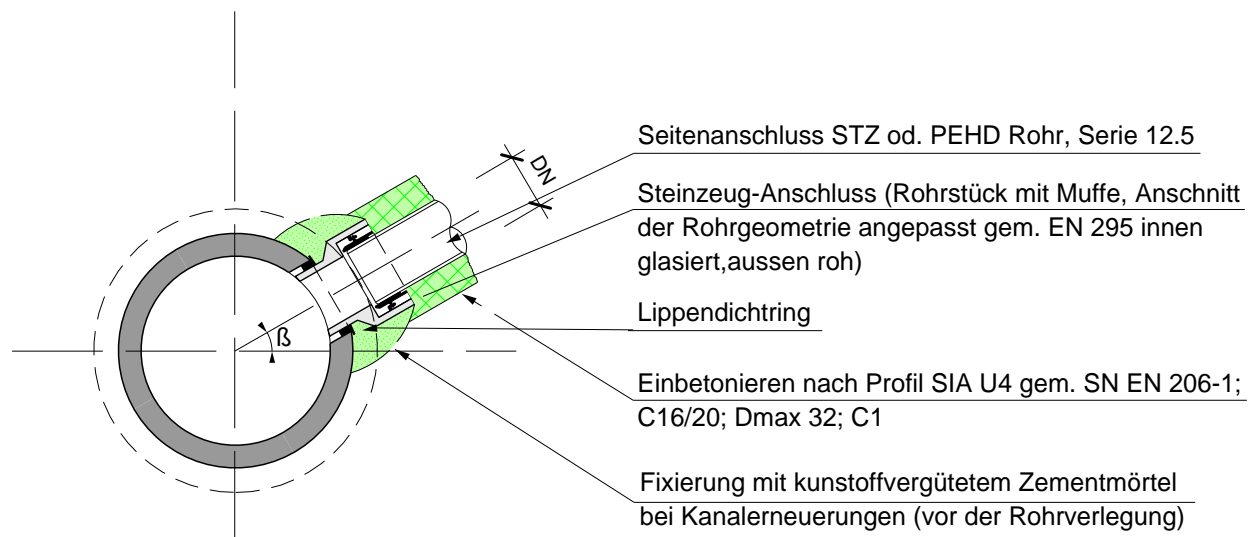 Seitenanschluss STZ od. PEHD Rohr, Serie 12.5
DN
Steinzeug-Anschluss (Rohrstück mit Muffe, Anschnitt
der Rohrgeometrie angepasst gem. EN 295 innen
glasiert,aussen roh)
Lippendichtring
ß
Einbetonieren nach Profil SIA U4 gem. SN EN 206-1;
C16/20; Dmax 32; C1
Fixierung mit kunstoffvergütetem Zementmörtel
bei Kanalerneuerungen (vor der Rohrverlegung)